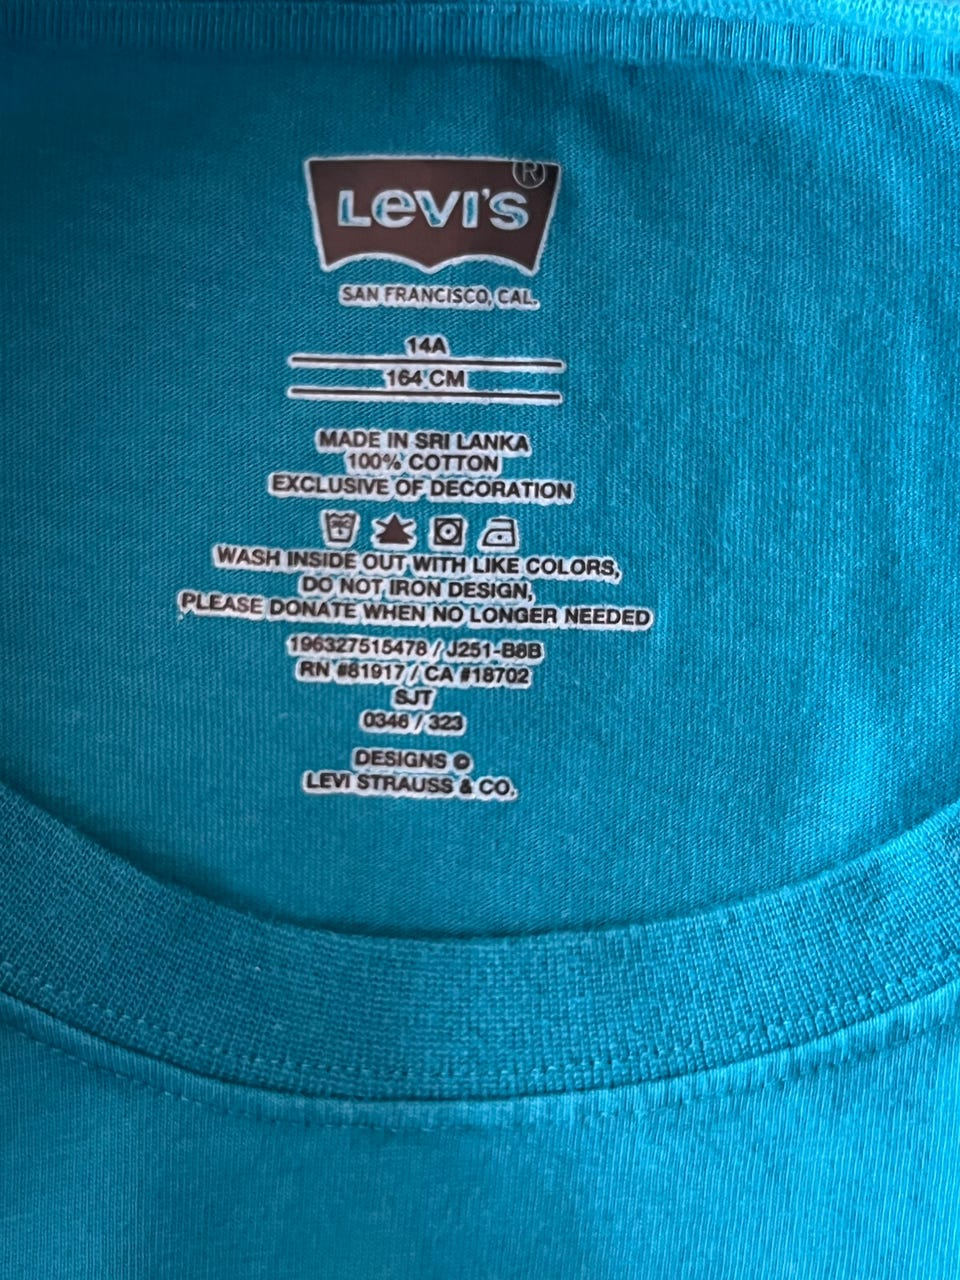 LEVI'S®
SAN FRANCISCO, CAL.
14A
164 CM
MADE IN SRI LANKA
100% COTTON
EXCLUSIVE OF DECORATION
WASH INSIDE OUT WITH LIKE COLORS,
DO NOT IRON DESIGN,
PLEASE DONATE WHEN NO LONGER NEEDED
196327515478 / J251-B8B
RN #81917 / CA #18702
SJT
0346 / 323
DESIGNS ©
LEVI STRAUSS & CO.